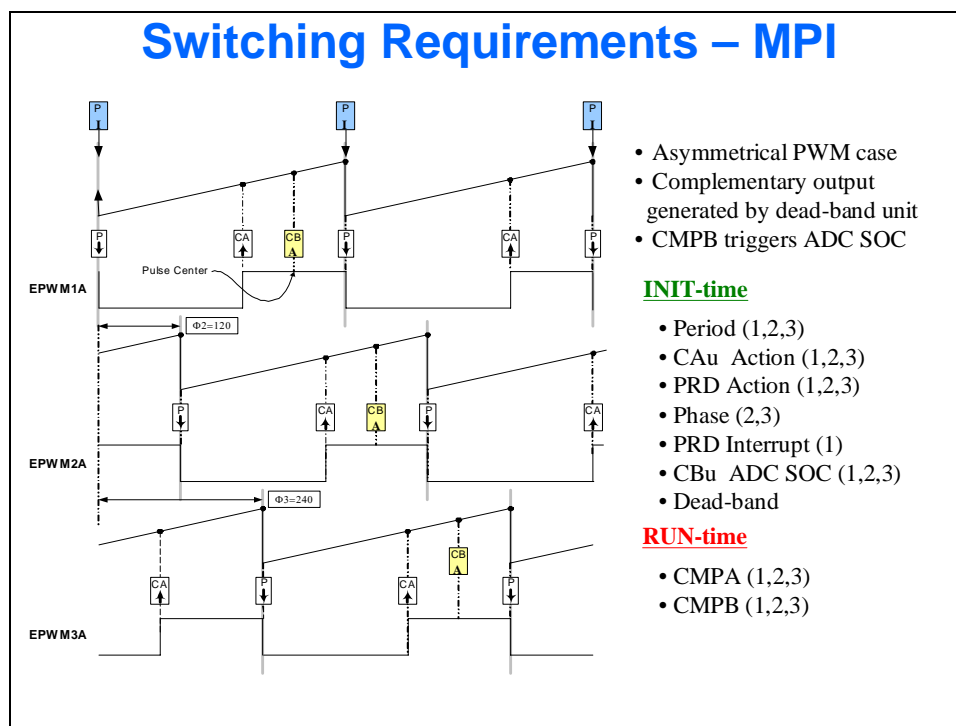 Switching Requirements – MPI
P I
P I
P I
• Asymmetrical PWM case
• Complementary output
generated by dead-band unit
• CMPB triggers ADC SOC
P
CA
CB A
P
CA
P
Pulse Center
EPWM1A
INIT-time
Φ2=120
• Period (1,2,3)
• CAu Action (1,2,3)
• PRD Action (1,2,3)
• Phase (2,3)
• PRD Interrupt (1)
• CBu ADC SOC (1,2,3)
• Dead-band
P
CA
CB A
P
CA
EPWM2A
Φ3=240
RUN-time
• CMPA (1,2,3)
• CMPB (1,2,3)
CA
P
CA
CB A
P
EPWM3A